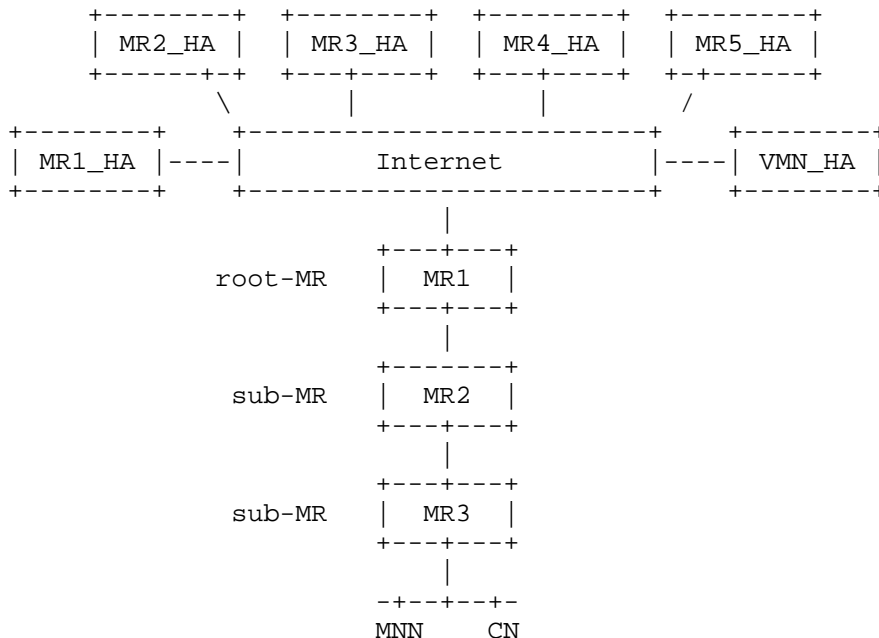 MR2_HA MR3_HA MR4_HA MR5_HA
MR1_HA Internet VMN_HA
root-MR MR1
sub-MR MR2
sub-MR MR3
MNN CN